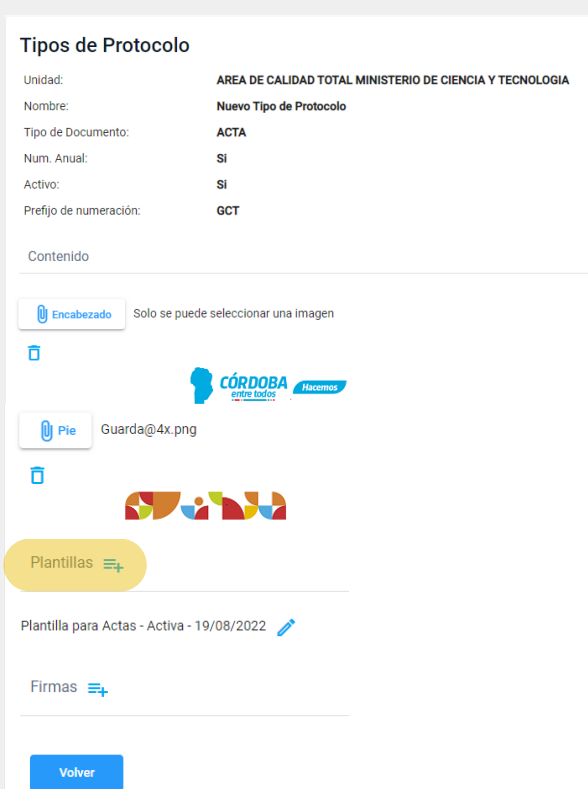 Tipos de Protocolo
Unidad: AREA DE CALIDAD TOTAL MINISTERIO DE CIENCIA Y TECNOLOGIA
Nombre: Nuevo Tipo de Protocolo
Tipo de Documento: ACTA
Num. Anual: Si
Activo: Si
Prefijo de numeración: GCT
Contenido
Encabezado Solo se puede seleccionar una imagen
CÓRDOBA Hacemos
entre todos
Pie Guarda@4x.png
Plantillas
Plantilla para Actas - Activa - 19/08/2022
Firmas
Volver